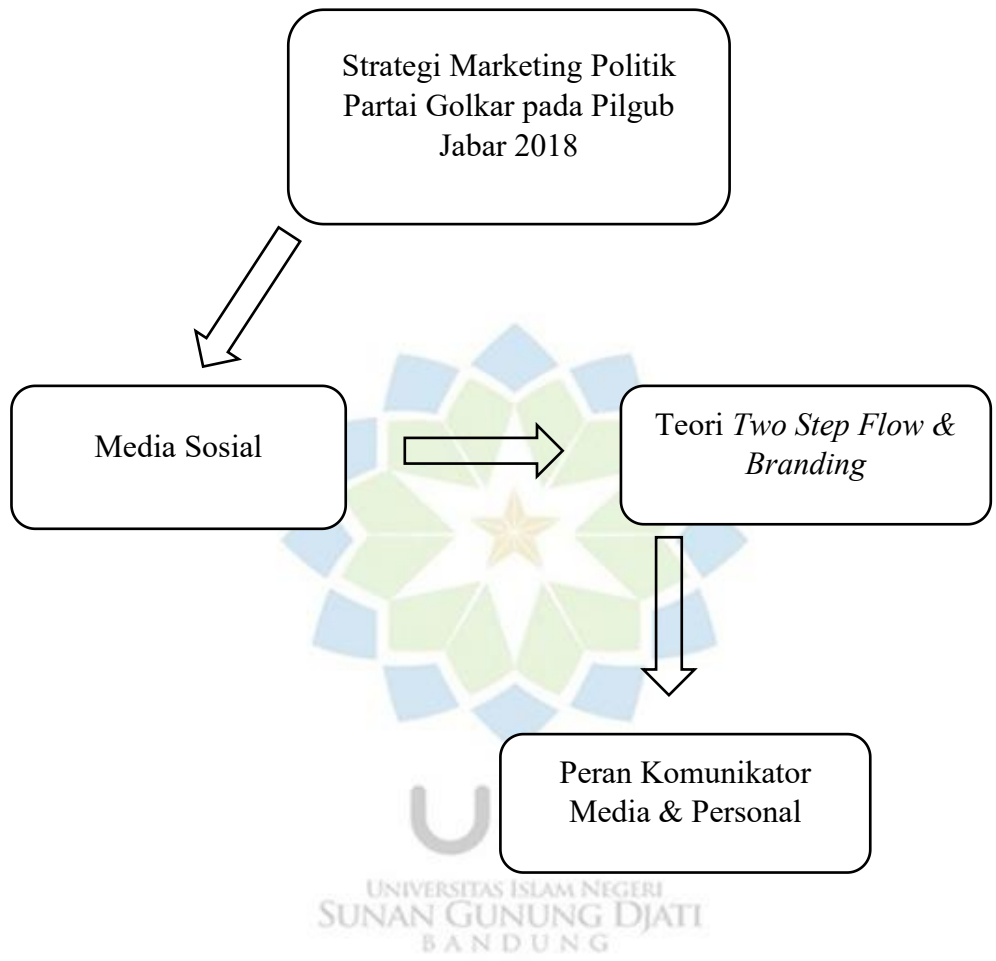 Strategi Marketing Politik
Partai Golkar pada Pilgub
Jabar 2018
Media Sosial
Teori Two Step Flow &
Branding
Peran Komunikator
Media & Personal
U
UNIVERSITAS ISLAM NEGERI
SUNAN GUNUNG DJATI
BANDUNG